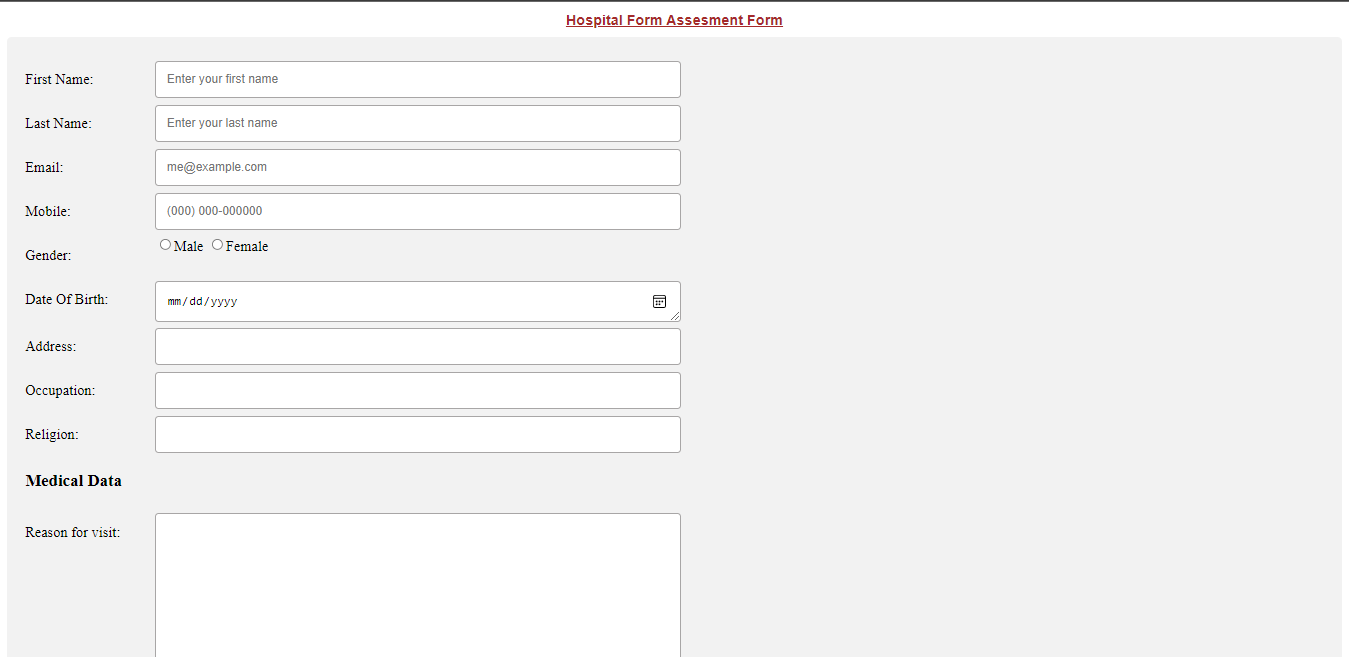 Hospital Form Assesment Form
First Name: Enter your first name
Last Name: Enter your last name
Email: me@example.com
Mobile: (000) 000-000000
Gender: Male Female
Date Of Birth: mm/dd/yyyy
Address:
Occupation:
Religion:
Medical Data
Reason for visit: